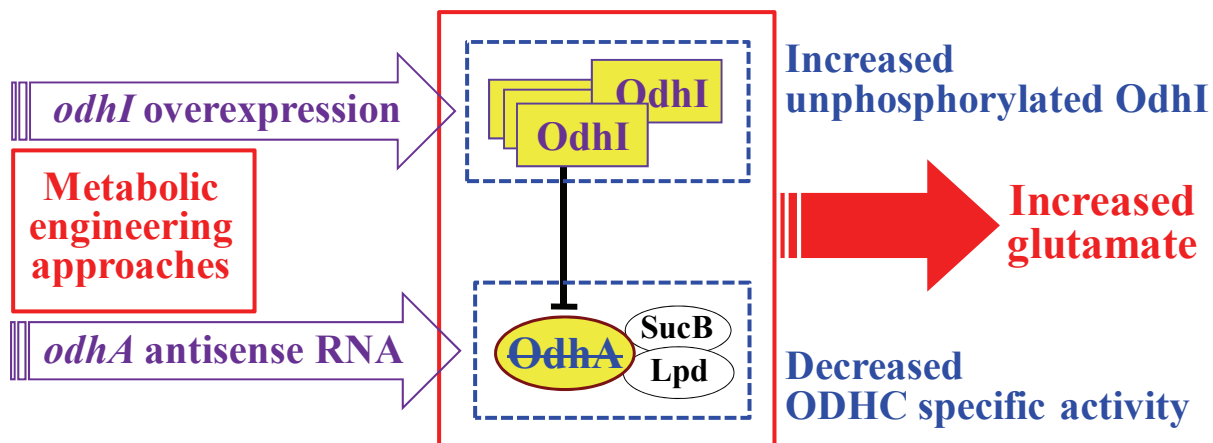 odhI overexpression
OdhI
OdhI
Increased
unphosphorylated OdhI
Metabolic
engineering
approaches
Increased
glutamate
odhA antisense RNA
OdhA
SucB
Lpd
Decreased
ODHC specific activity